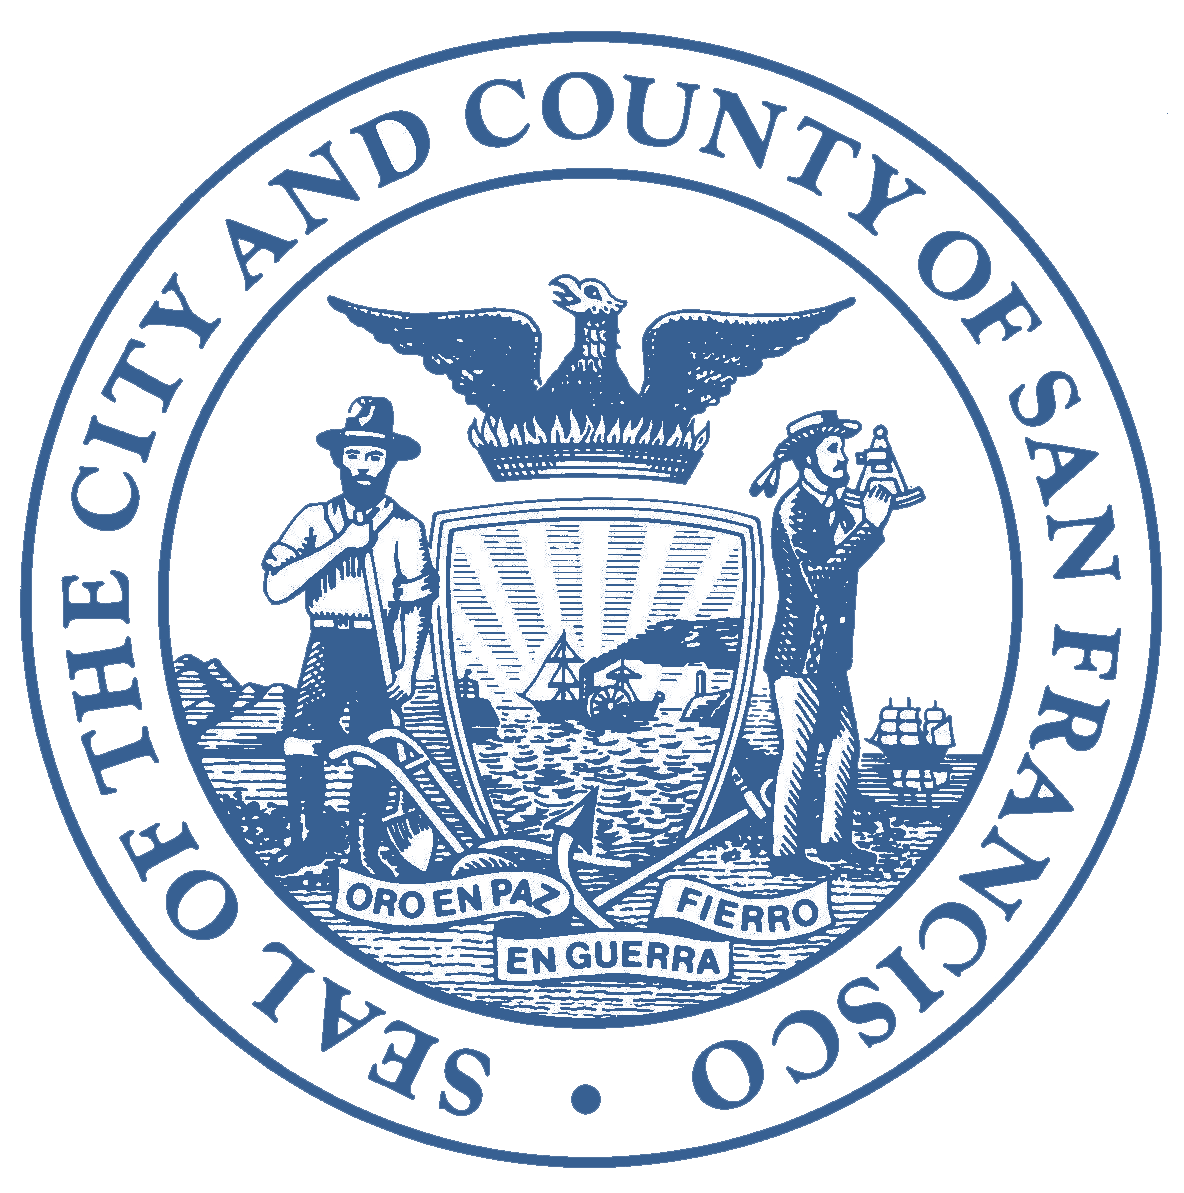 SEAL OF THE CITY AND COUNTY OF SAN FRANCISCO
ORO EN PAZ
FIERRO
EN GUERRA